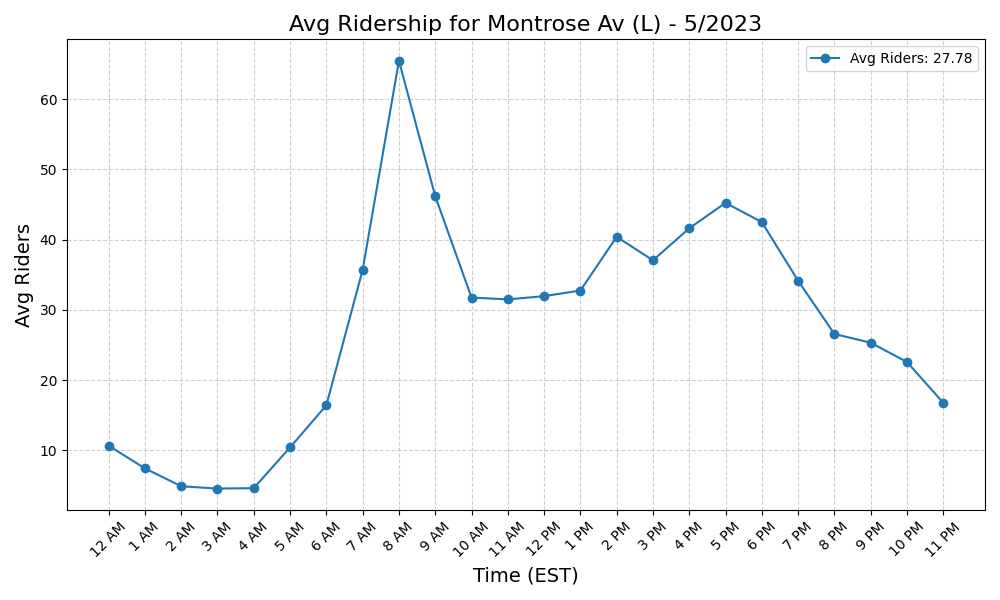 Avg Ridership for Montrose Av (L) - 5/2023
Avg Riders: 27.78
Avg Riders
60
50
40
30
20
10
12 AM
1 AM
2 AM
3 AM
4 AM
5 AM
6 AM
7 AM
8 AM
9 AM
10 AM
11 AM
12 PM
1 PM
2 PM
3 PM
4 PM
5 PM
6 PM
7 PM
8 PM
9 PM
10 PM
11 PM
Time (EST)